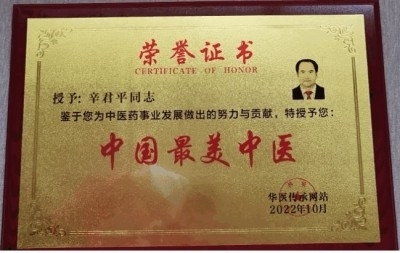 荣誉证书
CERTIFICATE OF HONOR
授予: 辛君平同志
鉴于您为中医药事业发展做出的努力与贡献，特授予您：
中国最美中医
华医传承网站
2022年10月